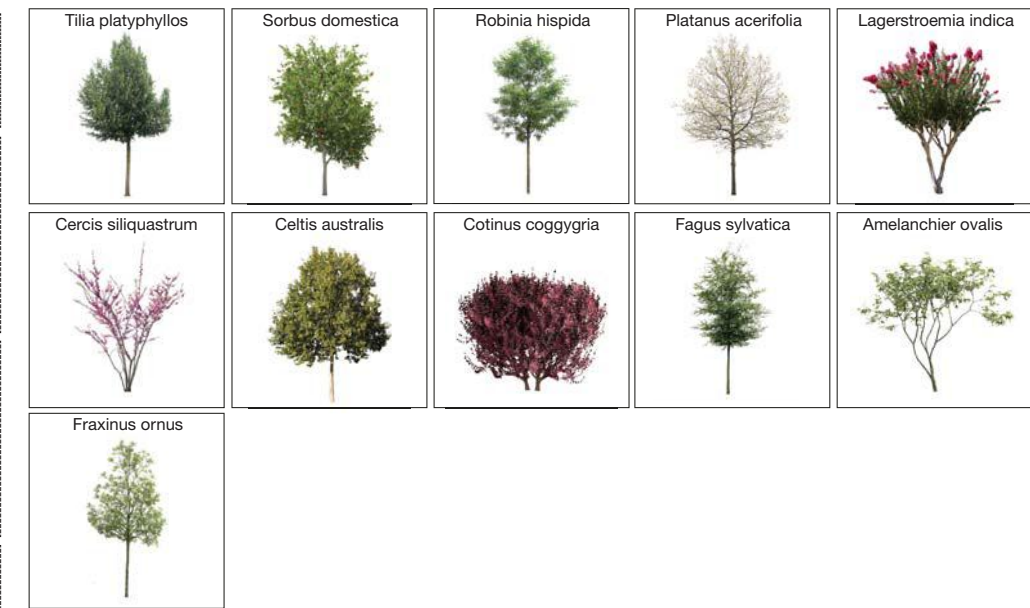 Tilia platyphyllos
Sorbus domestica
Robinia hispida
Platanus acerifolia
Lagerstroemia indica
Cercis siliquastrum
Celtis australis
Cotinus coggygria
Fagus sylvatica
Amelanchier ovalis
Fraxinus ornus